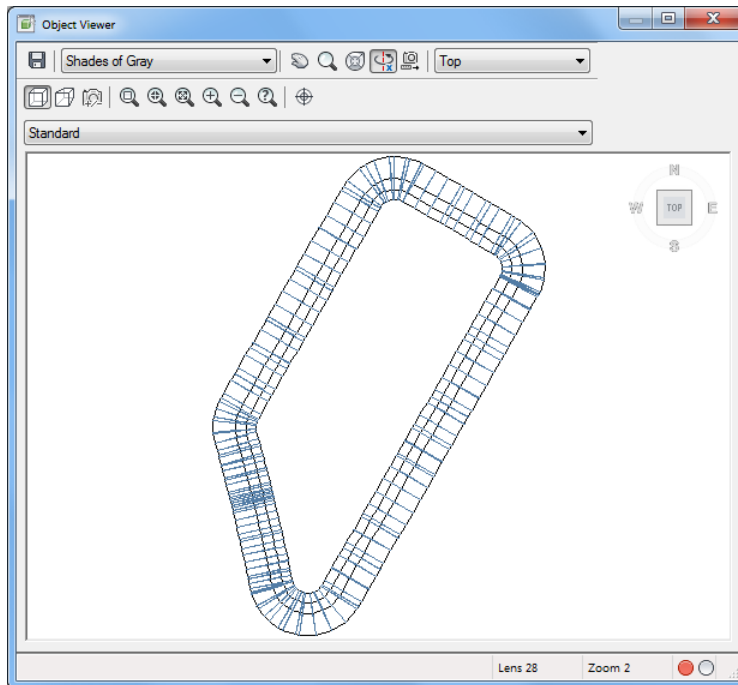 Object Viewer
Shades of Gray
Top
Standard
N
W TOP E
S
Lens 28 Zoom 2